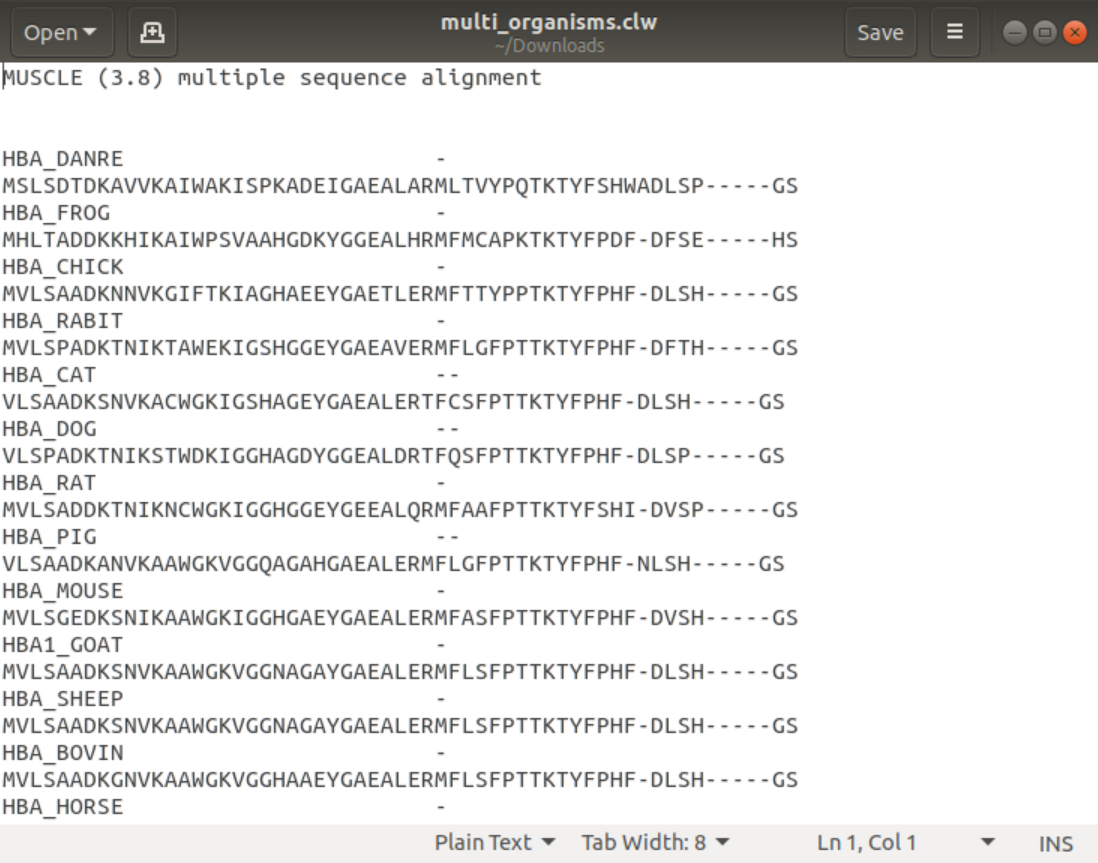 Open
multi_organisms.clw
~/Downloads
Save
MUSCLE (3.8) multiple sequence alignment
HBA_DANRE -
MSLSDTDKAVVKAIWAKISPKADEIGAEALARMLTVYPQTKTYFSHWADLSP-----GS
HBA_FROG -
MHLTADDKKHIKAIWPSVAAHGDKYGGEALHRMFMCAPKTKTYFPDF-DFSE-----HS
HBA_CHICK -
MVLSAADKNNVKGIFTKIAGHAEEYGAETLERMFTTYPPTKTYFPHF-DLSH-----GS
HBA_RABIT -
MVLSPADKTNIKTAWEKIGSHGGEYGAEAVERMFLGFPTTKTYFPHF-DFTH-----GS
HBA_CAT --
VLSAADKSNVKACWGKIGSHAGEYGAEALERTFCSFPTTKTYFPHF-DLSH-----GS
HBA_DOG --
VLSPADKTNIKSTWDKIGGHAGDYGGEALDRTFQSFPTTKTYFPHF-DLSP-----GS
HBA_RAT -
MVLSADDKTNIKNCWGKIGGHGGEYGEEALQRMFAAFPTTKTYFSHI-DVSP-----GS
HBA_PIG --
VLSAADKANVKAAWGKVGGQAGAHGAEALERMFLGFPTTKTYFPHF-NLSH-----GS
HBA_MOUSE -
MVLSGEDKSNIKAAWGKIGGHGAEYGAEALERMFASFPTTKTYFPHF-DVSH-----GS
HBA1_GOAT -
MVLSAADKSNVKAAWGKVGGNAGAYGAEALERMFLSFPTTKTYFPHF-DLSH-----GS
HBA_SHEEP -
MVLSAADKSNVKAAWGKVGGNAGAYGAEALERMFLSFPTTKTYFPHF-DLSH-----GS
HBA_BOVIN -
MVLSAADKGNVKAAWGKVGGHAAEYGAEALERMFLSFPTTKTYFPHF-DLSH-----GS
HBA_HORSE -
Plain Text Tab Width: 8 Ln 1, Col 1 INS